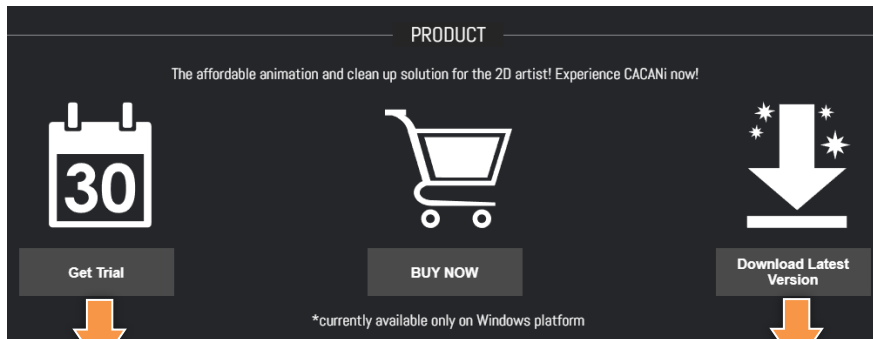 PRODUCT
The affordable animation and clean up solution for the 2D artist! Experience CACANi now!
30
Get Trial
BUY NOW
Download Latest
Version
*currently available only on Windows platform